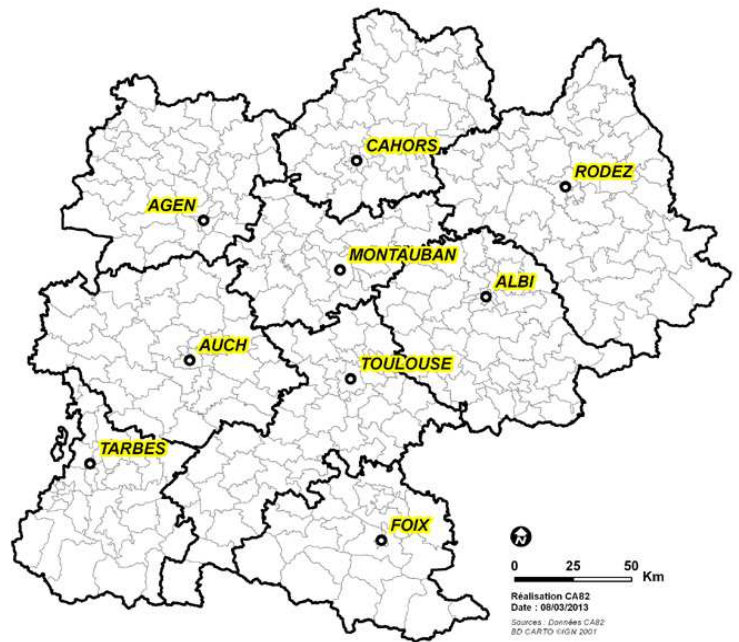 CAHORS
RODEZ
AGEN
MONTAUBAN
ALBI
AUCH
TOULOUSE
TARBES
FOIX
N
0 25 50 Km
Réalisation CA82
Date : 08/03/2013
Sources : Données CA82
BD CARTO ©IGN 2001